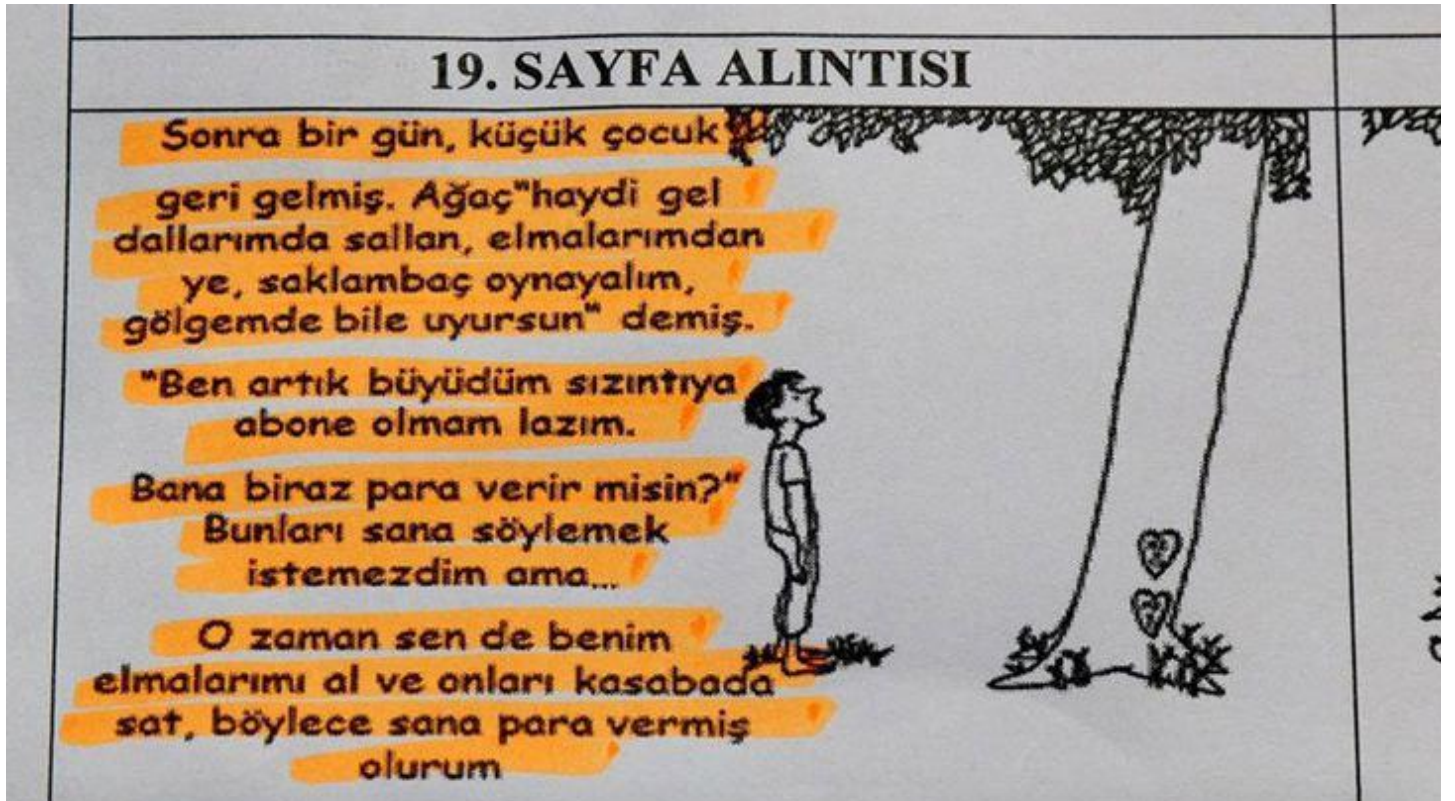 19. SAYFA ALINTISI
Sonra bir gün, küçük çocuk
geri gelmiş. Ağaç"haydi gel
dallarımda sallan, elmalarımdan
ye, saklambaç oynayalım,
gölgemde bile uyursun" demiş.
"Ben artık büyüdüm sızıntıya
abone olmam lazım.
Bana biraz para verir misin?"
Bunları sana söylemek
istemezdim ama...
O zaman sen de benim
elmalarımı al ve onları kasabada
sat, böylece sana para vermiş
olurum